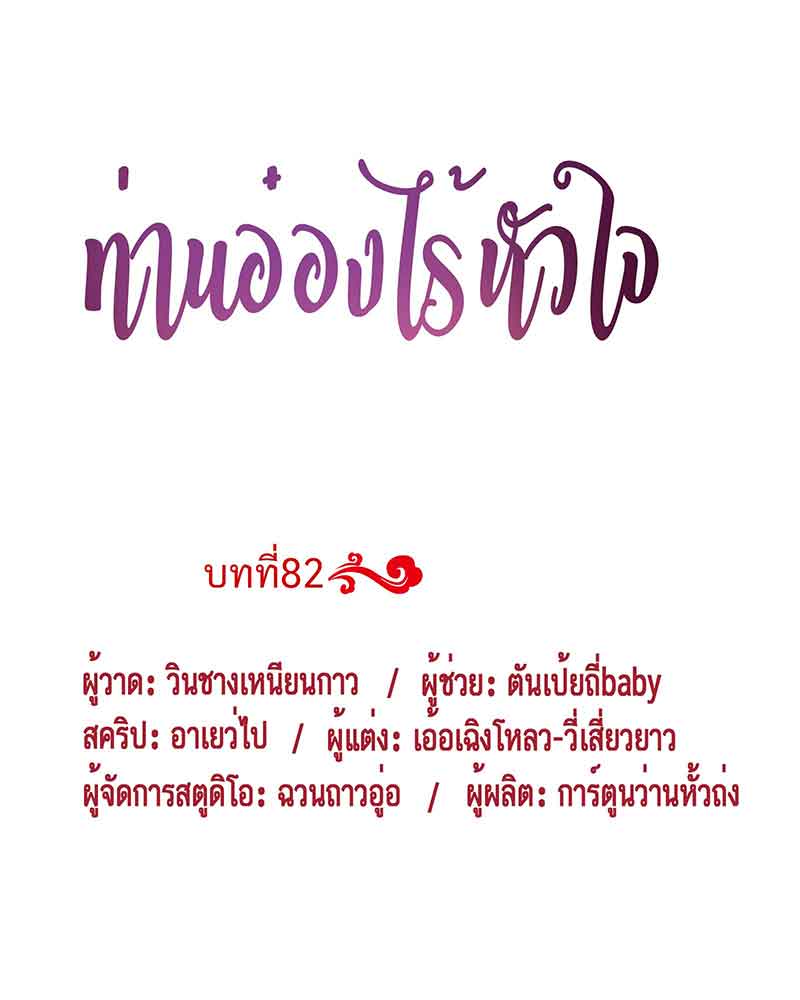 ท่านอ๋องไร้หัวใจ
บทที่82
ผู้วาด: วินชางเหนียนกาว / ผู้ช่วย: ตันเป้ยถี่baby
สคริป: อาเยว่ไป / ผู้แต่ง: เอ้อเฉิงโหลว-วี่เสี่ยวยาว
ผู้จัดการสตูดิโอ: ฉวนถาวอู่อ / ผู้ผลิต: การ์ตูนว่านหั้วถ่ง